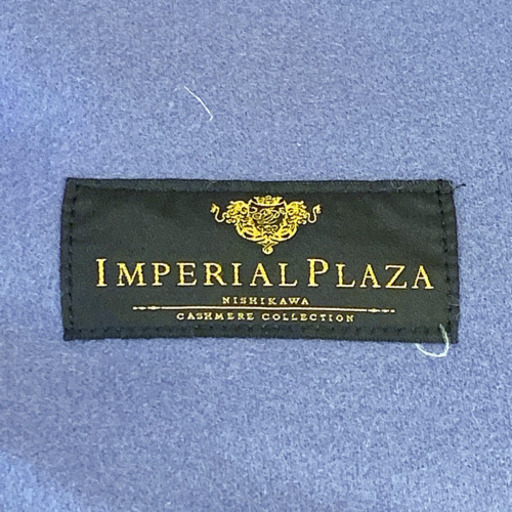 IMPERIAL PLAZA
NISHIKAWA
CASHMERE COLLECTION